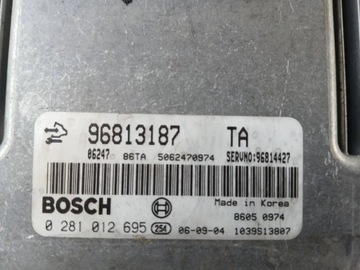 96813187 TA
06247 86TA 5062470974 SERVNO:96814427
BOSCH Made in Korea
8605 0974
0 281 012 695 254 06-09-04 1039S13807